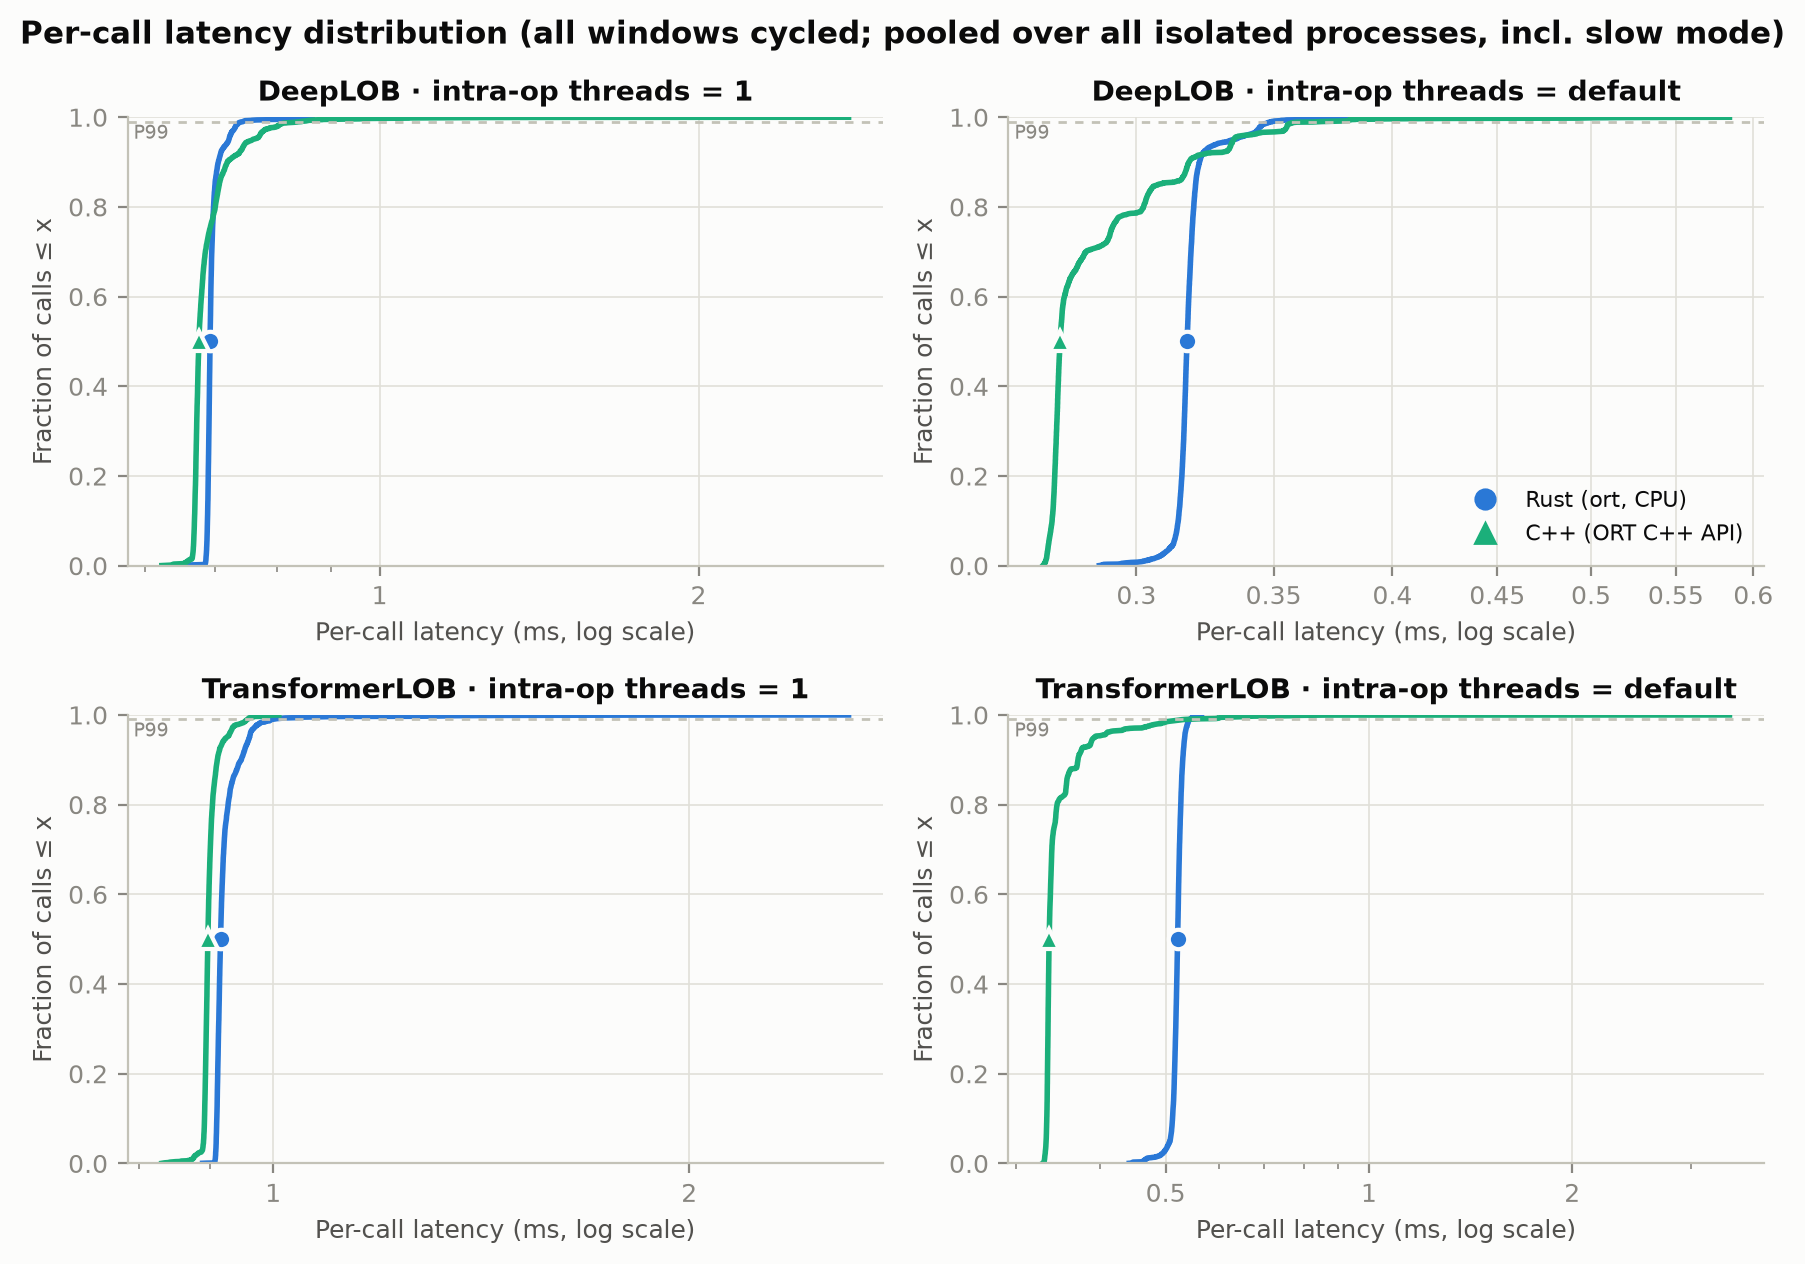 Per-call latency distribution (all windows cycled; pooled over all isolated processes, incl. slow mode)
DeepLOB · intra-op threads = 1
1.0
P99
0.8
0.6
0.4
0.2
0.0
Fraction of calls ≤ x
1
2
Per-call latency (ms, log scale)
DeepLOB · intra-op threads = default
1.0
P99
0.8
0.6
0.4
0.2
0.0
Fraction of calls ≤ x
Rust (ort, CPU)
C++ (ORT C++ API)
0.3
0.35
0.4
0.45
0.5
0.55
0.6
Per-call latency (ms, log scale)
TransformerLOB · intra-op threads = 1
1.0
P99
0.8
0.6
0.4
0.2
0.0
Fraction of calls ≤ x
1
2
Per-call latency (ms, log scale)
TransformerLOB · intra-op threads = default
1.0
P99
0.8
0.6
0.4
0.2
0.0
Fraction of calls ≤ x
0.5
1
2
Per-call latency (ms, log scale)